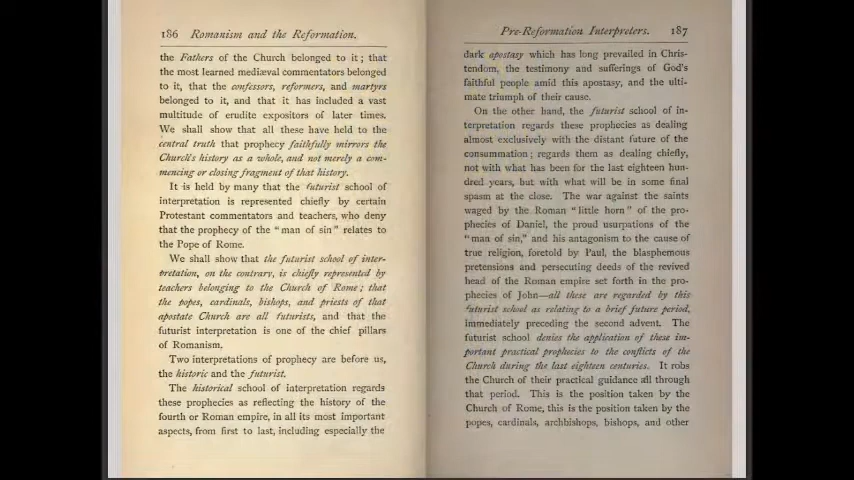 186 Romanism and the Reformation.
the Fathers of the Church belonged to it; that
the most learned mediæval commentators belonged
to it, that the confessors, reformers, and martyrs
belonged to it, and that it has included a vast
multitude of erudite expositors of later times.
We shall show that all these have held to the
central truth that prophecy faithfully mirrors the
Church's history as a whole, and not merely a com-
mencing or closing fragment of that history.
It is held by many that the futurist school of
interpretation is represented chiefly by certain
Protestant commentators and teachers, who deny
that the prophecy of the "man of sin" relates to
the Pope of Rome.
We shall show that the futurist school of inter-
pretation, on the contrary, is chiefly represented by
teachers belonging to the Church of Rome; that
the popes, cardinals, bishops, and priests of that
apostate Church are all futurists, and that the
futurist interpretation is one of the chief pillars
of Romanism.
Two interpretations of prophecy are before us,
the historic and the futurist.
The historical school of interpretation regards
these prophecies as reflecting the history of the
fourth or Roman empire, in all its most important
aspects, from first to last, including especially the
Pre-Reformation Interpreters. 187
dark apostasy which has long prevailed in Chris-
tendom, the testimony and sufferings of God's
faithful people amid this apostasy, and the ulti-
mate triumph of their cause.
On the other hand, the futurist school of in-
terpretation regards these prophecies as dealing
almost exclusively with the distant future of the
consummation; regards them as dealing chiefly,
not with what has been for the last eighteen hun-
dred years, but with what will be in some final
spasm at the close. The war against the saints
waged by the Roman "little horn" of the pro-
phecies of Daniel, the proud usurpations of the
"man of sin," and his antagonism to the cause of
true religion, foretold by Paul, the blasphemous
pretensions and persecuting deeds of the revived
head of the Roman empire set forth in the pro-
phecies of John—all these are regarded by this
futurist school as relating to a brief future period,
immediately preceding the second advent. The
futurist school denies the application of these im-
portant practical prophecies to the conflicts of the
Church during the last eighteen centuries. It robs
the Church of their practical guidance all through
that period. This is the position taken by the
Church of Rome, this is the position taken by the
popes, cardinals, archbishops, bishops, and other